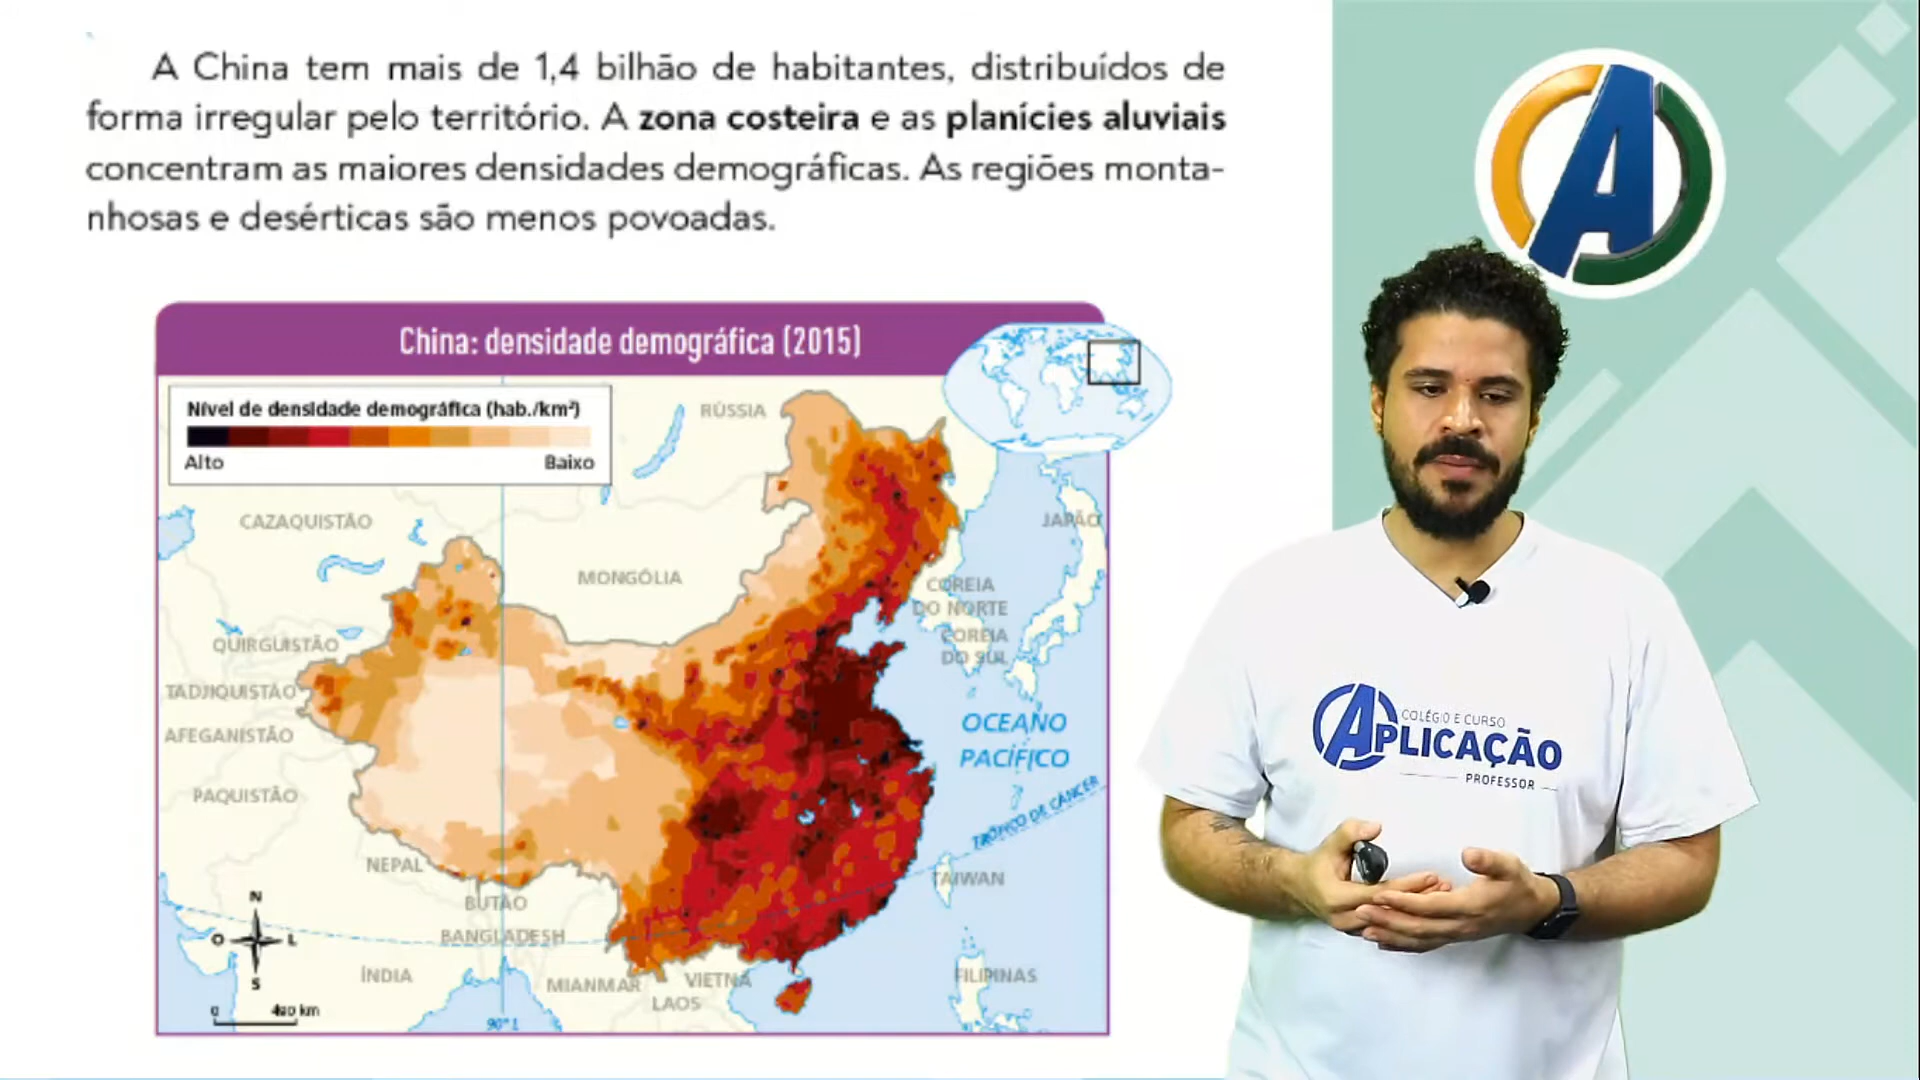 A China tem mais de 1,4 bilhão de habitantes, distribuídos de
forma irregular pelo território. A zona costeira e as planícies aluviais
concentram as maiores densidades demográficas. As regiões monta-
nhosas e desérticas são menos povoadas.
China: densidade demográfica (2015)
Nível de densidade demográfica (hab./km²)
Alto
Baixo
RÚSSIA
CAZAQUISTÃO
JAPÃO
MONGÓLIA
COREIA
DO NORTE
QUIRGUISTÃO
COREIA
DO SUL
TADJIQUISTÃO
AFEGANISTÃO
OCEANO
PACÍFICO
PAQUISTÃO
TRÓPICO DE CÂNCER
NEPAL
TAIWAN
BUTÃO
BANGLADESH
N
O
L
S
ÍNDIA
MIANMAR
VIETNÃ
LAOS
FILIPINAS
0
400 km
90° L
A
COLÉGIO E CURSO
APLICAÇÃO
PROFESSOR